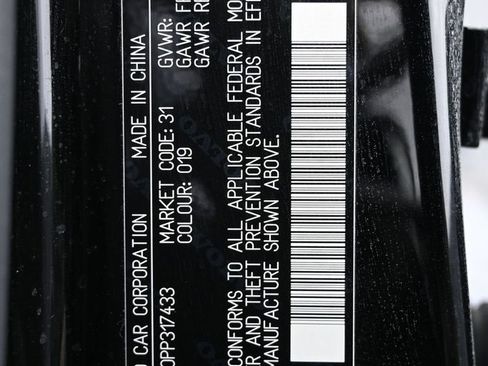 CAR CORPORATION MADE IN CHINA
PP317433 MARKET CODE: 31 GVWR:
COLOUR: 019 GAWR
GAWR
CONFORMS TO ALL APPLICABLE FEDERAL
AND THEFT PREVENTION STANDARDS IN
MANUFACTURE SHOWN ABOVE.